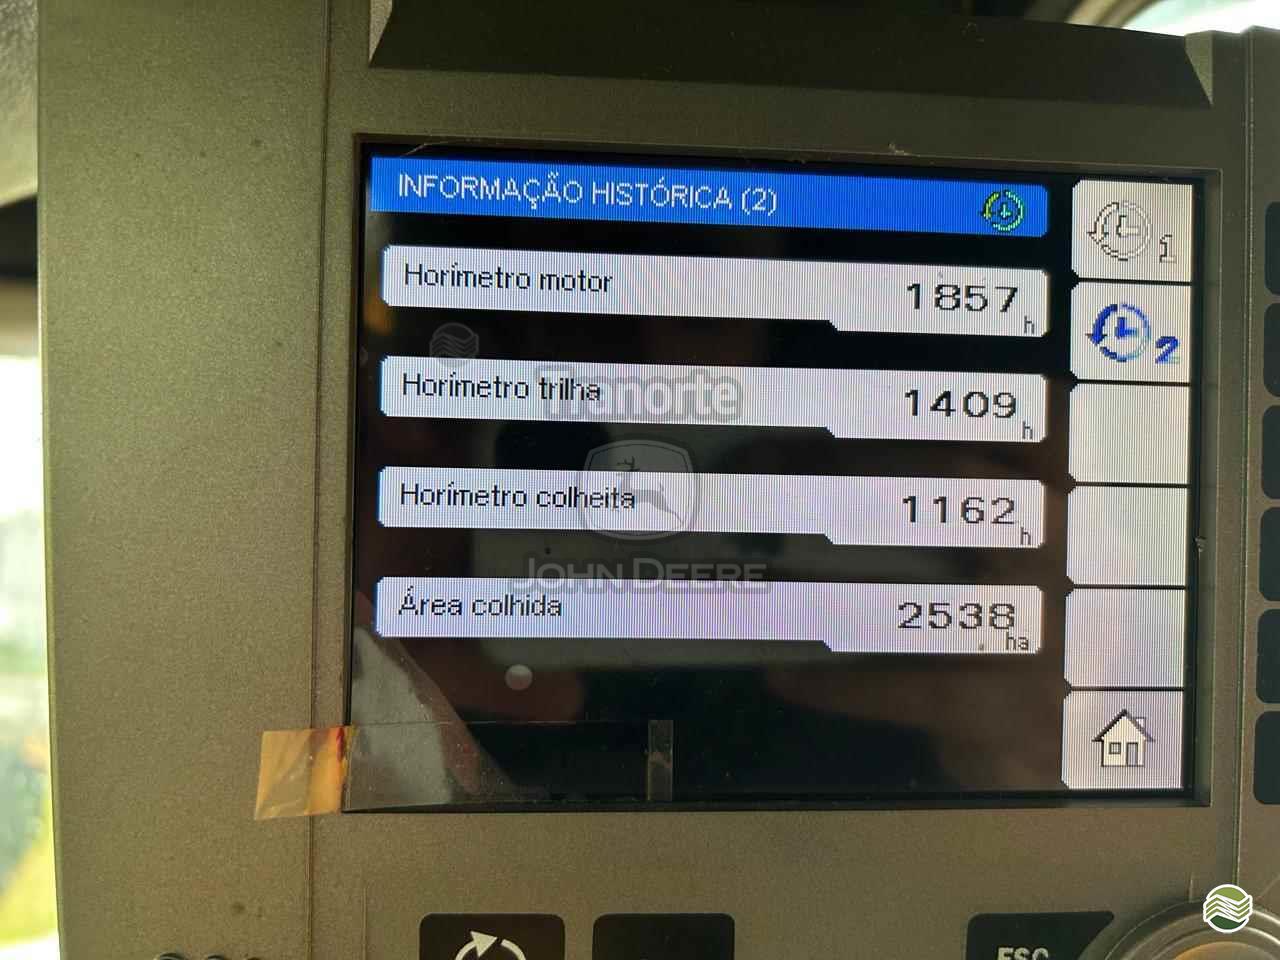 INFORMAÇÃO HISTÓRICA (2)
1
Horímetro motor
1857 h
2
Horímetro trilha
1409 h
Tranorte
Horímetro colheita
1162 h
JOHN DEERE
Área colhida
2538 ha
ESC